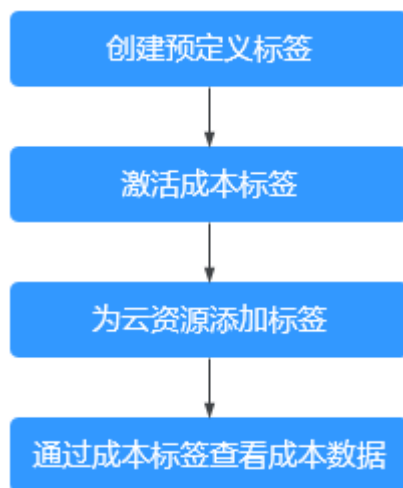 创建预定义标签
激活成本标签
为云资源添加标签
通过成本标签查看成本数据